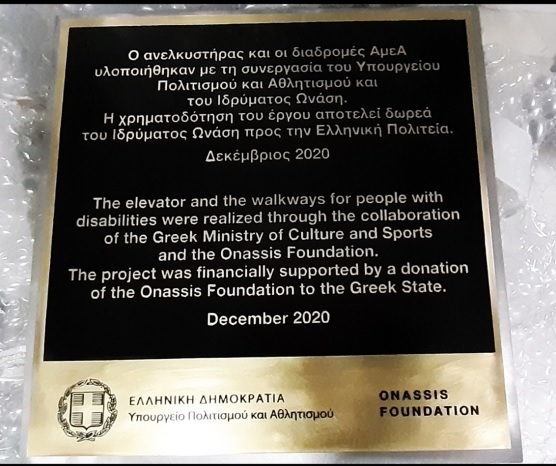 Ο ανελκυστήρας και οι διαδρομές ΑμεΑ
υλοποιήθηκαν με τη συνεργασία του Υπουργείου
Πολιτισμού και Αθλητισμού και
του Ιδρύματος Ωνάση.
Η χρηματοδότηση του έργου αποτελεί δωρεά
του Ιδρύματος Ωνάση προς την Ελληνική Πολιτεία.
Δεκέμβριος 2020
The elevator and the walkways for people with
disabilities were realized through the collaboration
of the Greek Ministry of Culture and Sports
and the Onassis Foundation.
The project was financially supported by a donation
of the Onassis Foundation to the Greek State.
December 2020
ΕΛΛΗΝΙΚΗ ΔΗΜΟΚΡΑΤΙΑ
Υπουργείο Πολιτισμού και Αθλητισμού
ONASSIS
FOUNDATION